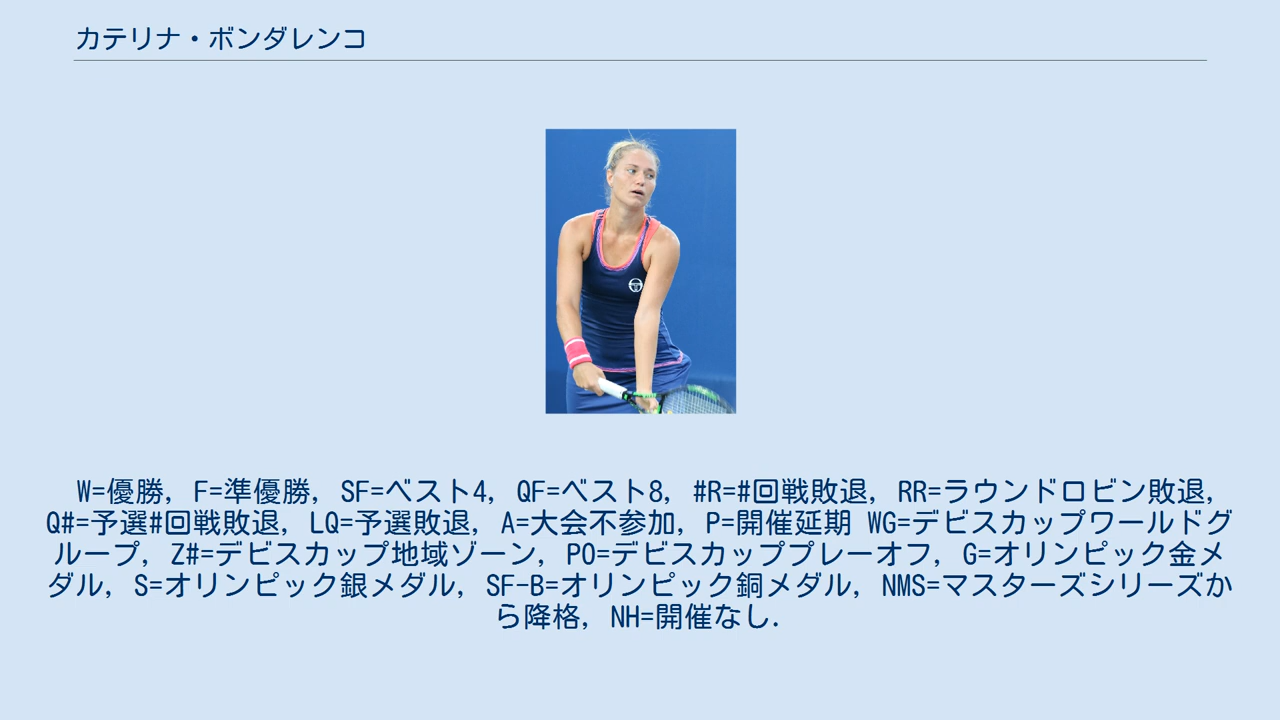 カテリナ・ボンダレンコ
W=優勝, F=準優勝, SF=ベスト4, QF=ベスト8, #R=#回戦敗退, RR=ラウンドロビン敗退,
Q#=予選#回戦敗退, LQ=予選敗退, A=大会不参加, P=開催延期 WG=デビスカップワールドグ
ループ, Z#=デビスカップ地域ゾーン, PO=デビスカッププレーオフ, G=オリンピック金メ
ダル, S=オリンピック銀メダル, SF-B=オリンピック銅メダル, NMS=マスターズシリーズか
ら降格, NH=開催なし.